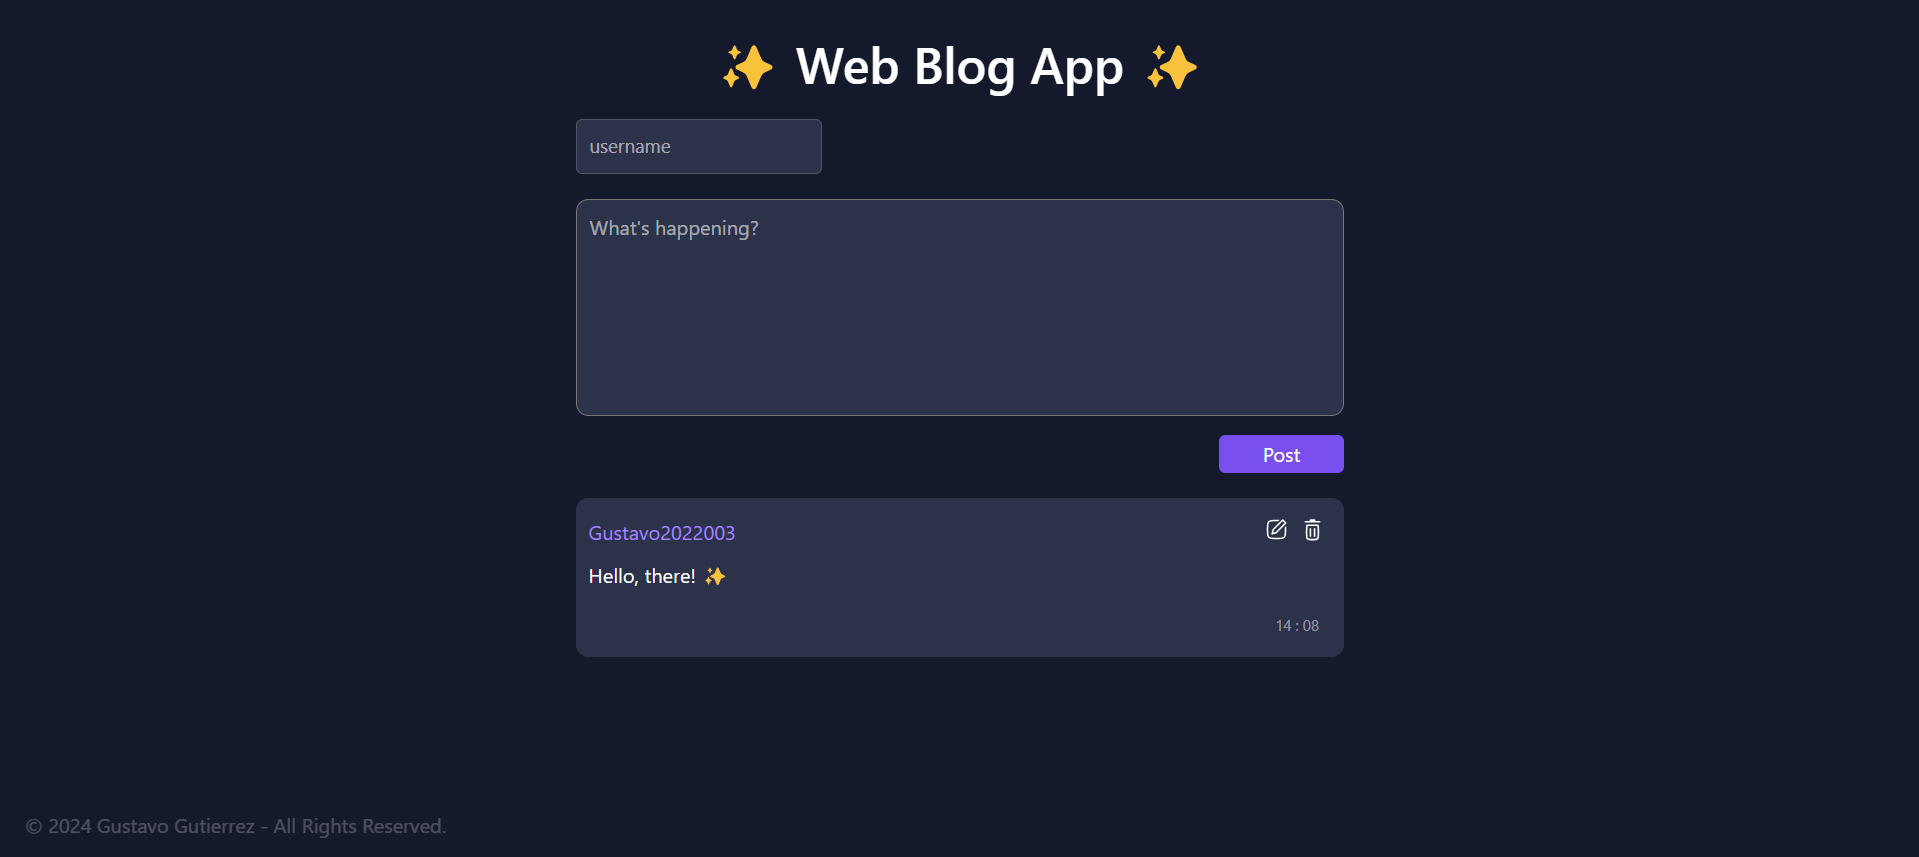 ✨ Web Blog App ✨
username
What's happening?
Post
Gustavo2022003
Hello, there! ✨
14 : 08
© 2024 Gustavo Gutierrez - All Rights Reserved.